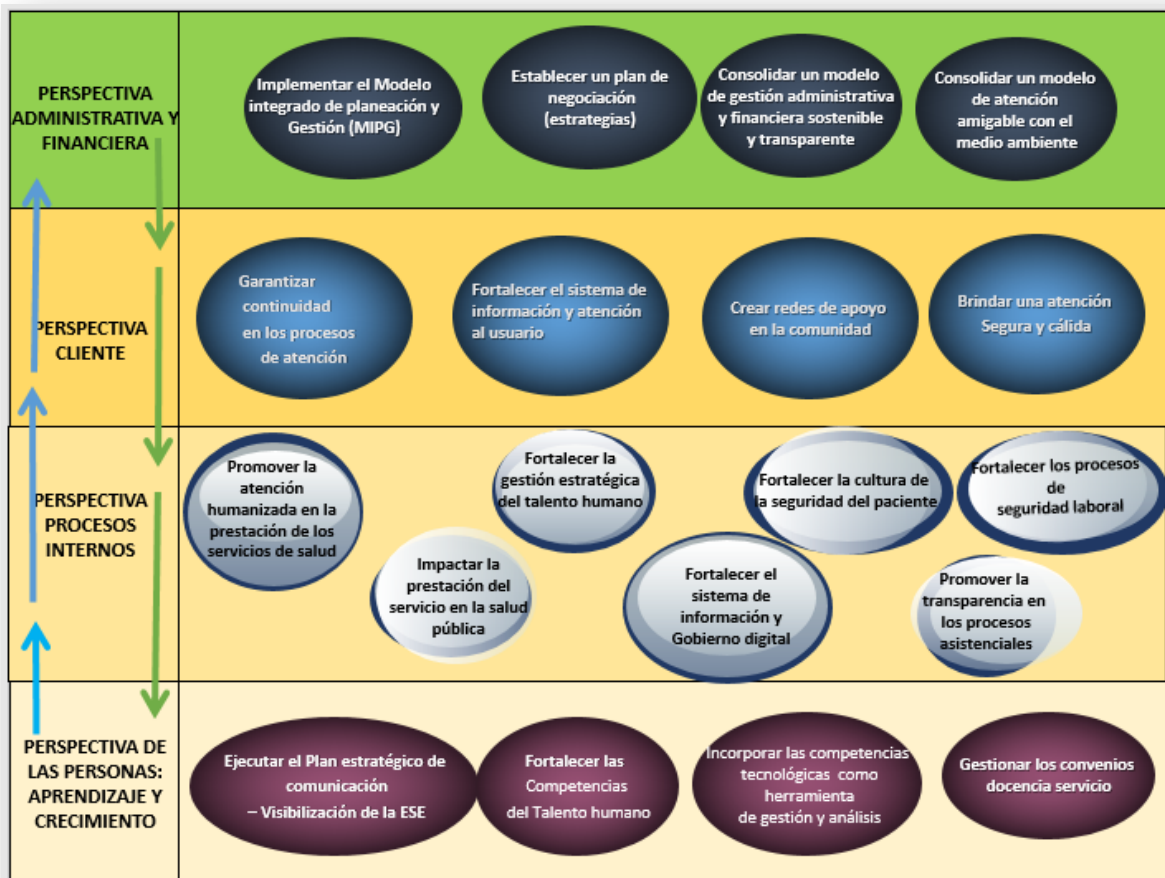 PERSPECTIVA
ADMINISTRATIVA Y
FINANCIERA
Implementar el Modelo
integrado de planeación y
Gestión (MIPG)
Establecer un plan de
negociación
(estrategias)
Consolidar un modelo
de gestión administrativa
y financiera sostenible
y transparente
Consolidar un modelo
de atención
amigable con el
medio ambiente
PERSPECTIVA
CLIENTE
Garantizar
continuidad
en los procesos
de atención
Fortalecer el sistema de
información y atención
al usuario
Crear redes de apoyo
en la comunidad
Brindar una atención
Segura y cálida
PERSPECTIVA
PROCESOS
INTERNOS
Promover la
atención
humanizada en la
prestación de los
servicios de salud
Impactar la
prestación del
servicio en la salud
pública
Fortalecer la
gestión estratégica
del talento humano
Fortalecer el
sistema de
información y
Gobierno digital
Fortalecer la cultura de
la seguridad del paciente
Fortalecer los procesos
de
seguridad laboral
Promover la
transparencia en
los procesos
asistenciales
PERSPECTIVA DE
LAS PERSONAS:
APRENDIZAJE Y
CRECIMIENTO
Ejecutar el Plan estratégico de
comunicación
– Visibilización de la ESE
Fortalecer las
Competencias
del Talento humano
Incorporar las competencias
tecnológicas como
herramienta
de gestión y análisis
Gestionar los convenios
docencia servicio